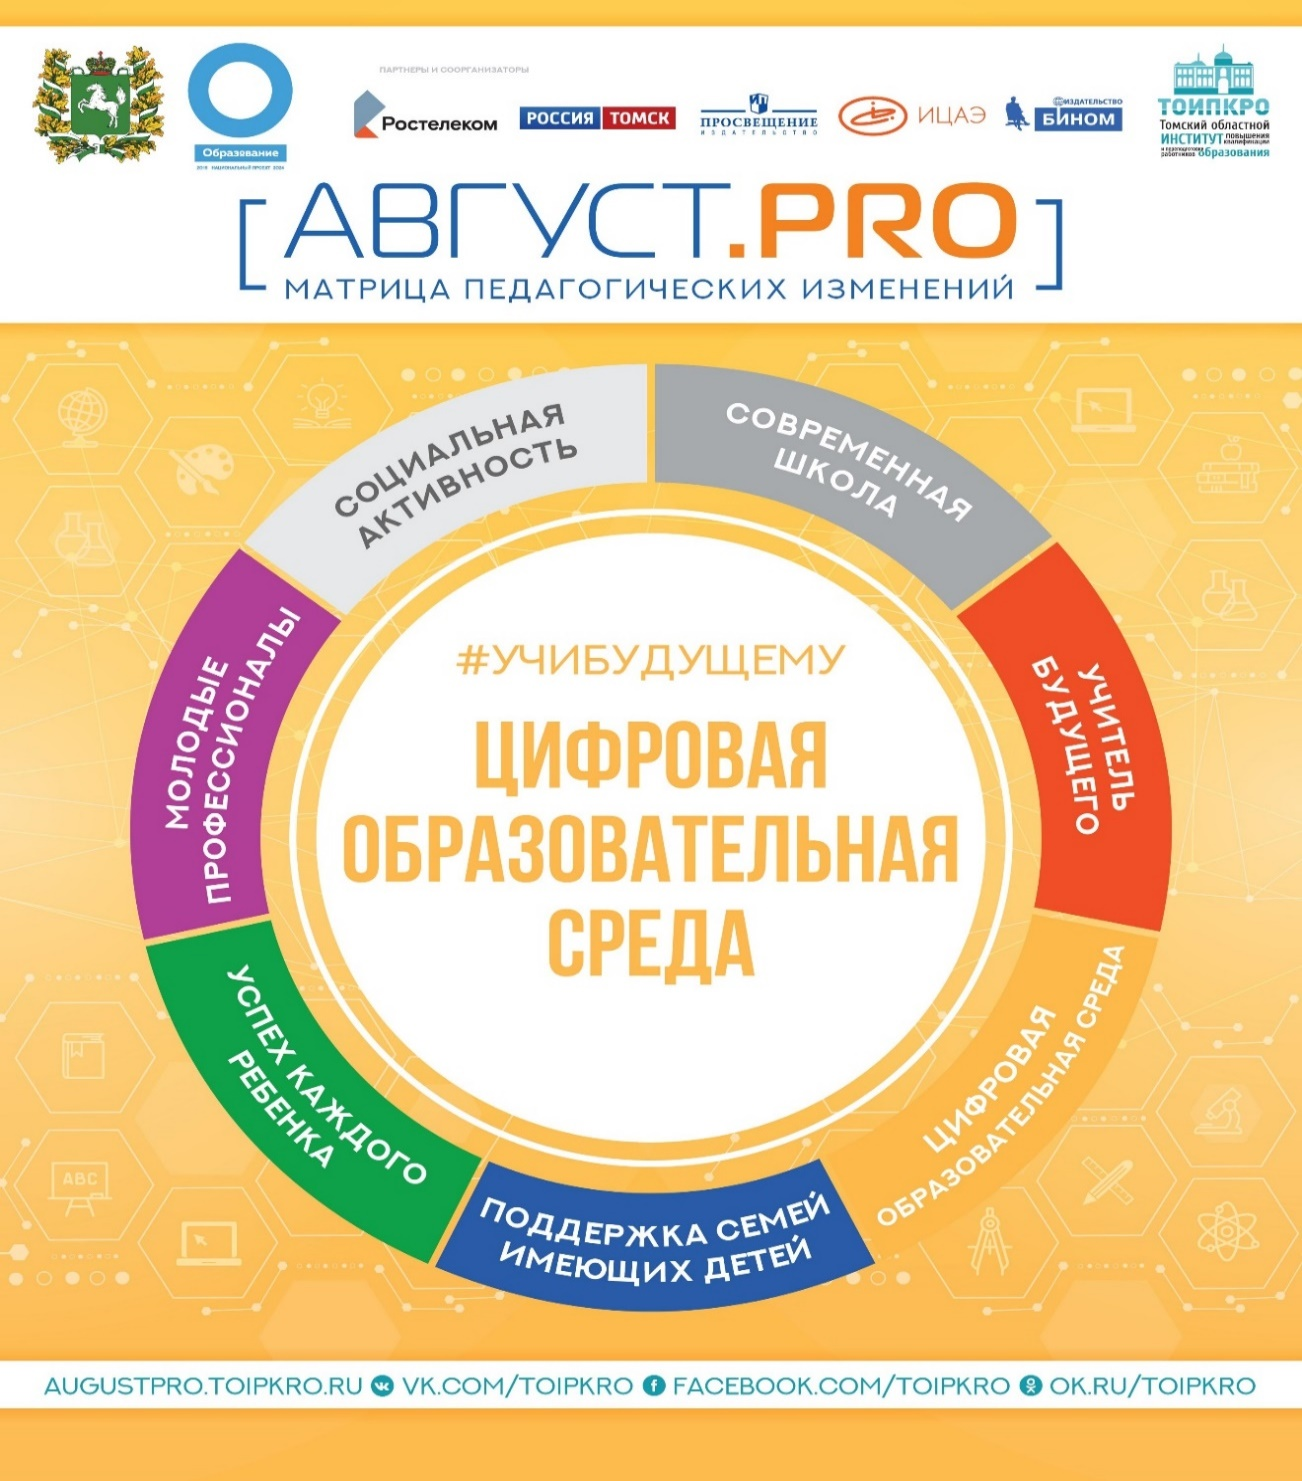 ПАРТНЕРЫ И СООРГАНИЗАТОРЫ
Образование
Ростелеком
РОССИЯ ТОМСК
ПРОСВЕЩЕНИЕ
ИЗДАТЕЛЬСТВО
ИЦАЭ
ИЗДАТЕЛЬСТВО
БИНОМ
ТОИПКРО
Томский областной
ИНСТИТУТ повышения квалификации
и переподготовки работников образования
[АВГУСТ.PRO]
МАТРИЦА ПЕДАГОГИЧЕСКИХ ИЗМЕНЕНИЙ
СОЦИАЛЬНАЯ
АКТИВНОСТЬ
СОВРЕМЕННАЯ
ШКОЛА
УЧИТЕЛЬ
БУДУЩЕГО
ЦИФРОВАЯ
ОБРАЗОВАТЕЛЬНАЯ СРЕДА
ПОДДЕРЖКА СЕМЕЙ
ИМЕЮЩИХ ДЕТЕЙ
УСПЕХ КАЖДОГО
РЕБЕНКА
МОЛОДЫЕ
ПРОФЕССИОНАЛЫ
#УЧИБУДУЩЕМУ
ЦИФРОВАЯ
ОБРАЗОВАТЕЛЬНАЯ
СРЕДА
ABC
AUGUSTPRO.TOIPKRO.RU VK.COM/TOIPKRO FACEBOOK.COM/TOIPKRO OK.RU/TOIPKRO